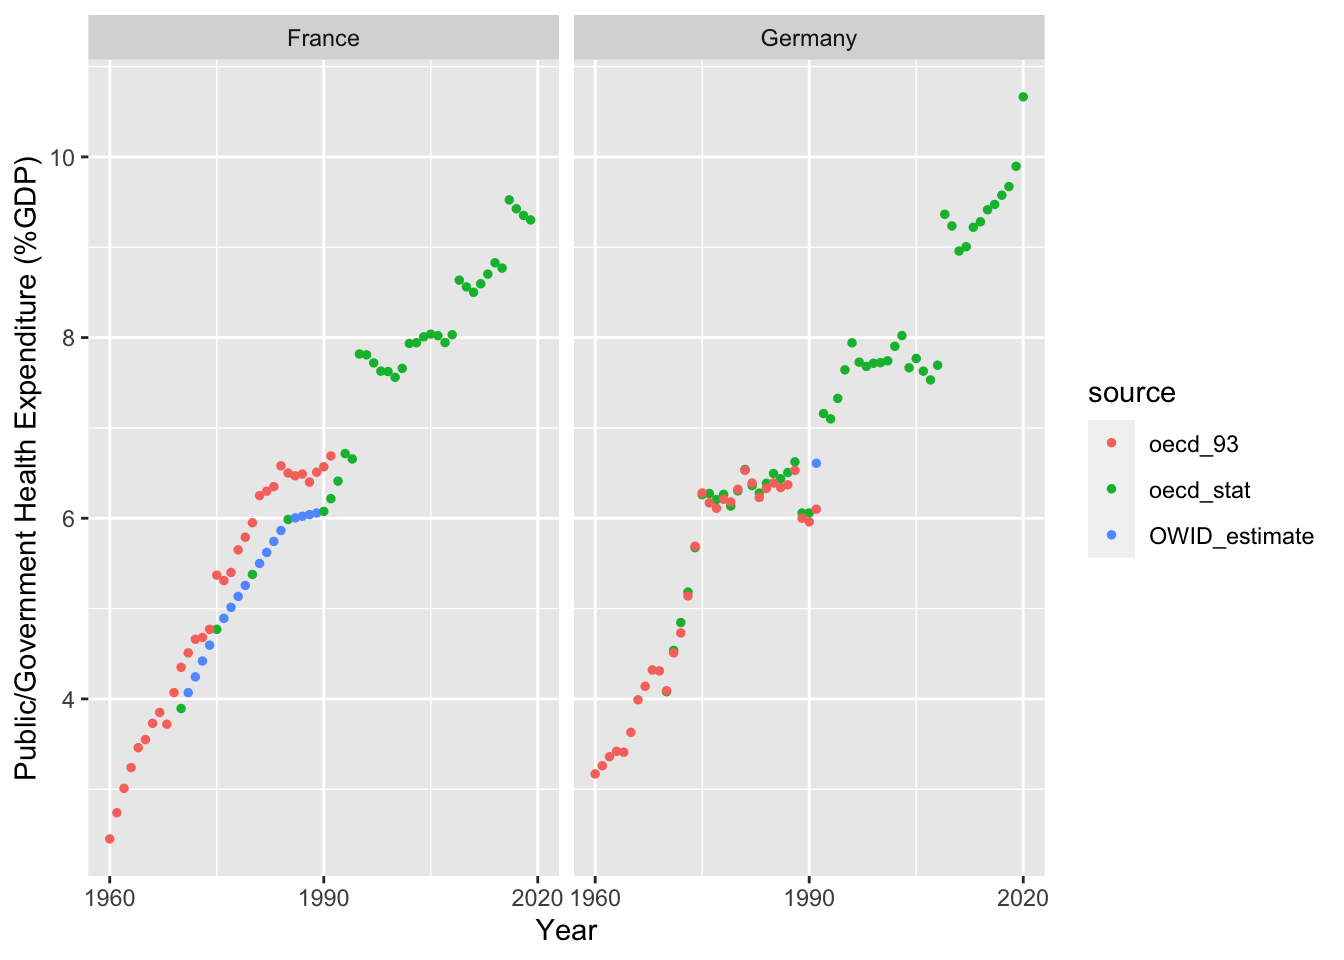 France
Germany
Public/Government Health Expenditure (%GDP)
10
8
6
4
1960 1990 2020
1960 1990 2020
Year
source
oecd_93
oecd_stat
OWID_estimate